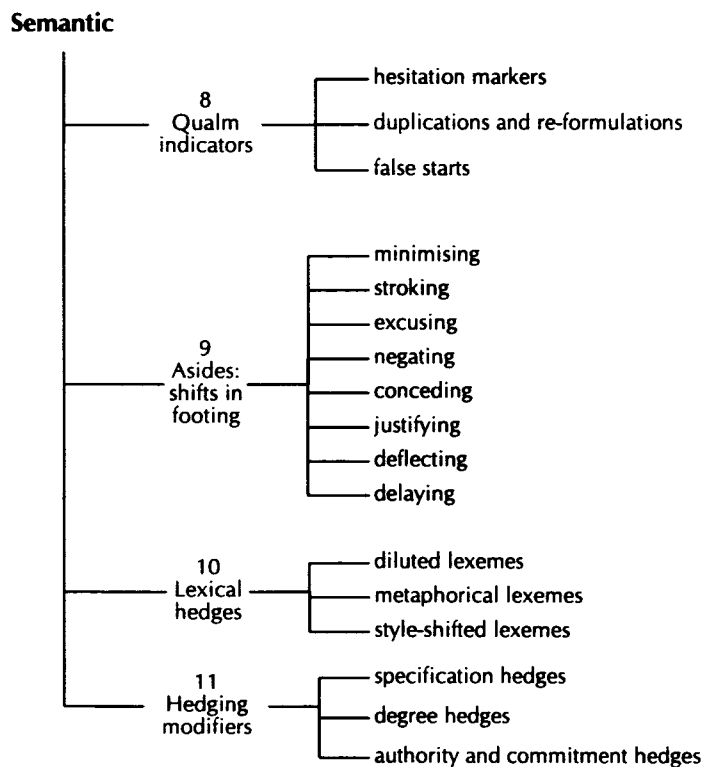 Semantic
8
Qualm
indicators
hesitation markers
duplications and re-formulations
false starts
9
Asides:
shifts in
footing
minimising
stroking
excusing
negating
conceding
justifying
deflecting
delaying
10
Lexical
hedges
diluted lexemes
metaphorical lexemes
style-shifted lexemes
11
Hedging
modifiers
specification hedges
degree hedges
authority and commitment hedges